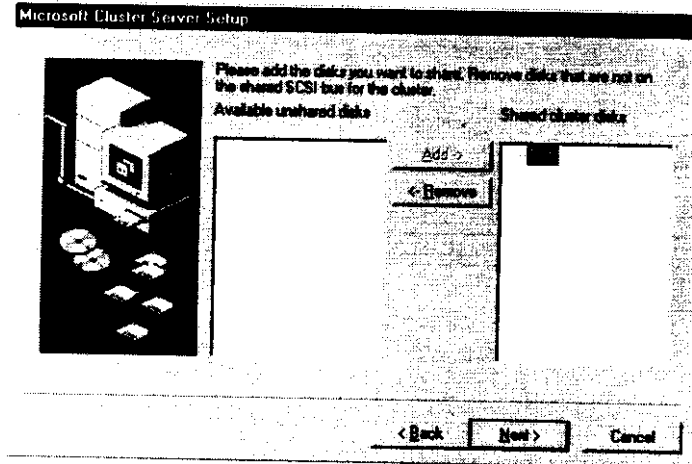 Microsoft Cluster Server Setup
Please add the disks you want to share. Remove disks that are not on
the shared SCSI bus for the cluster.
Available unshared disks
Shared cluster disks
Add ->
<- Remove
< Back
Next >
Cancel